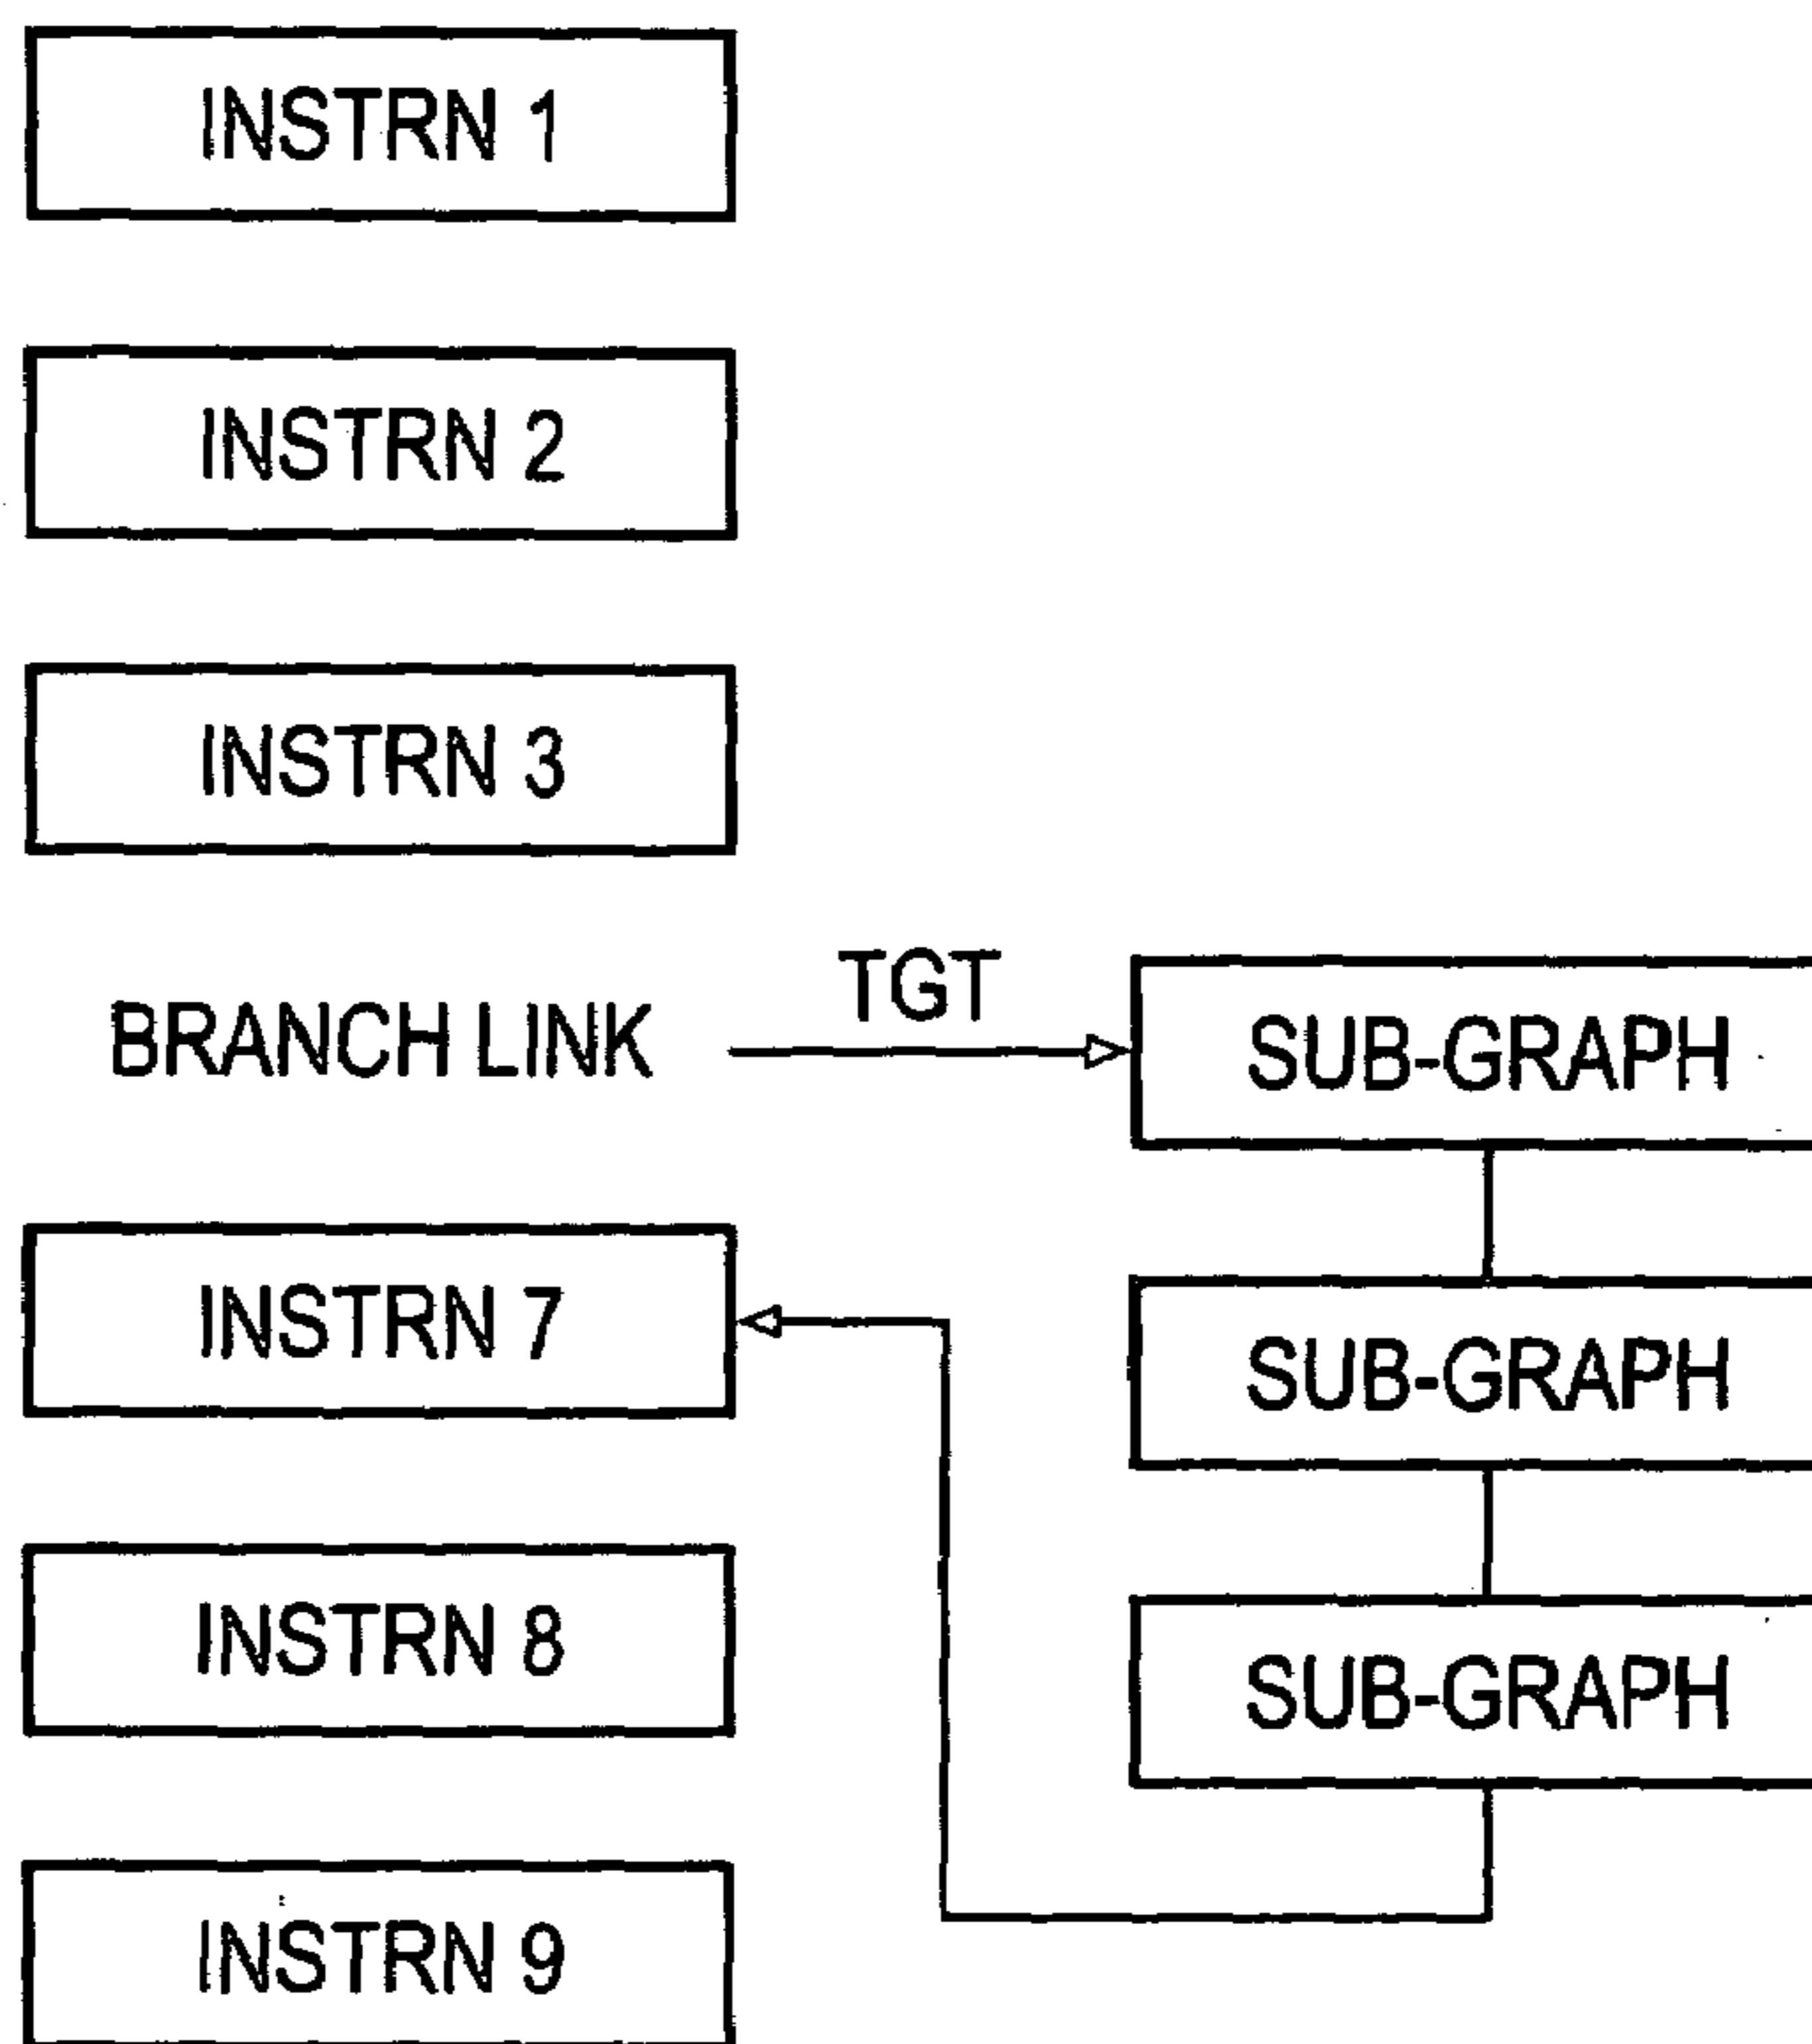 INSTRN 1
INSTRN 2
INSTRN 3
TGT
BRANCH LINK
SUB-GRAPH
INSTRN 7
SUB-GRAPH
INSTRN 8
SUB-GRAPH
INSTRN 9